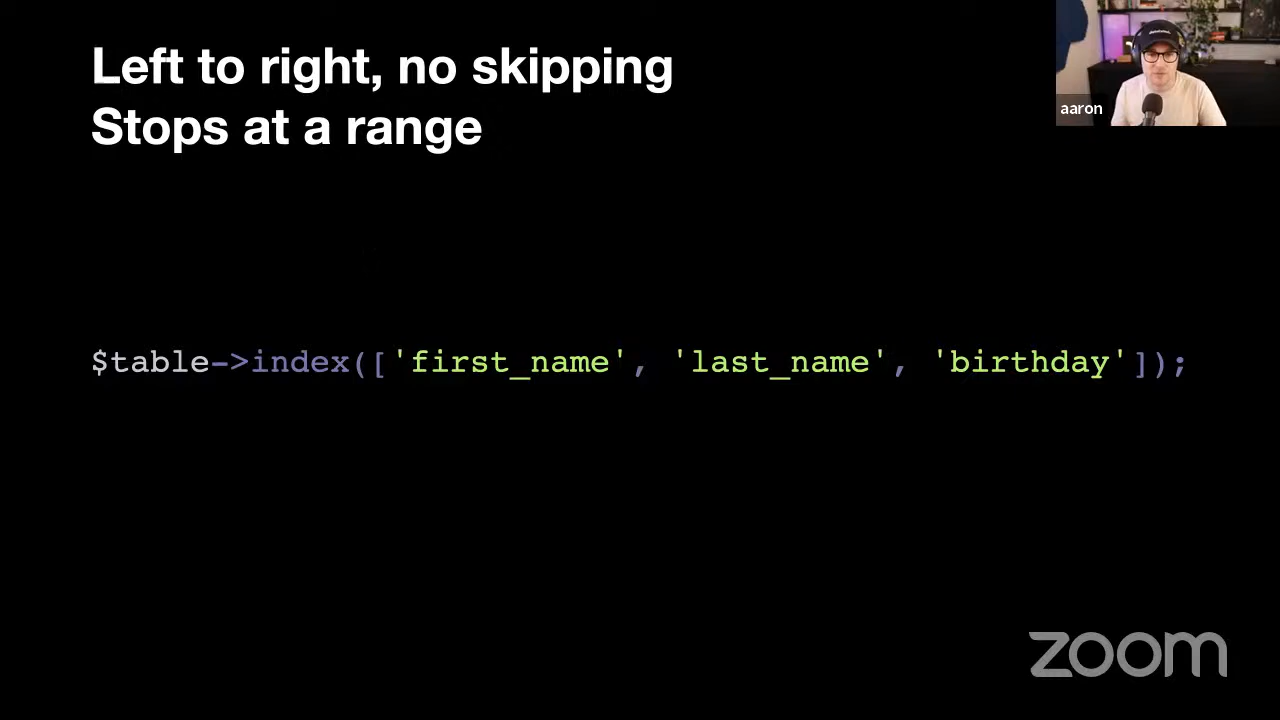 Left to right, no skipping
Stops at a range
aaron
$table->index(['first_name', 'last_name', 'birthday']);
zoom